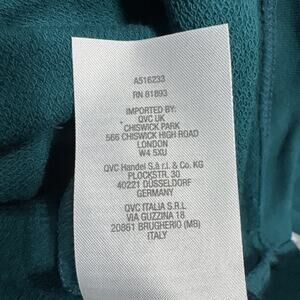 A516233
RN 81893
IMPORTED BY:
QVC UK
CHISWICK PARK
566 CHISWICK HIGH ROAD
LONDON
W4 5XU
QVC Handel S.à r.l. & Co. KG
PLOCKSTR. 30
40221 DÜSSELDORF
GERMANY
QVC ITALIA S.R.L
VIA GUZZINA 18
20861 BRUGHERIO (MB)
ITALY